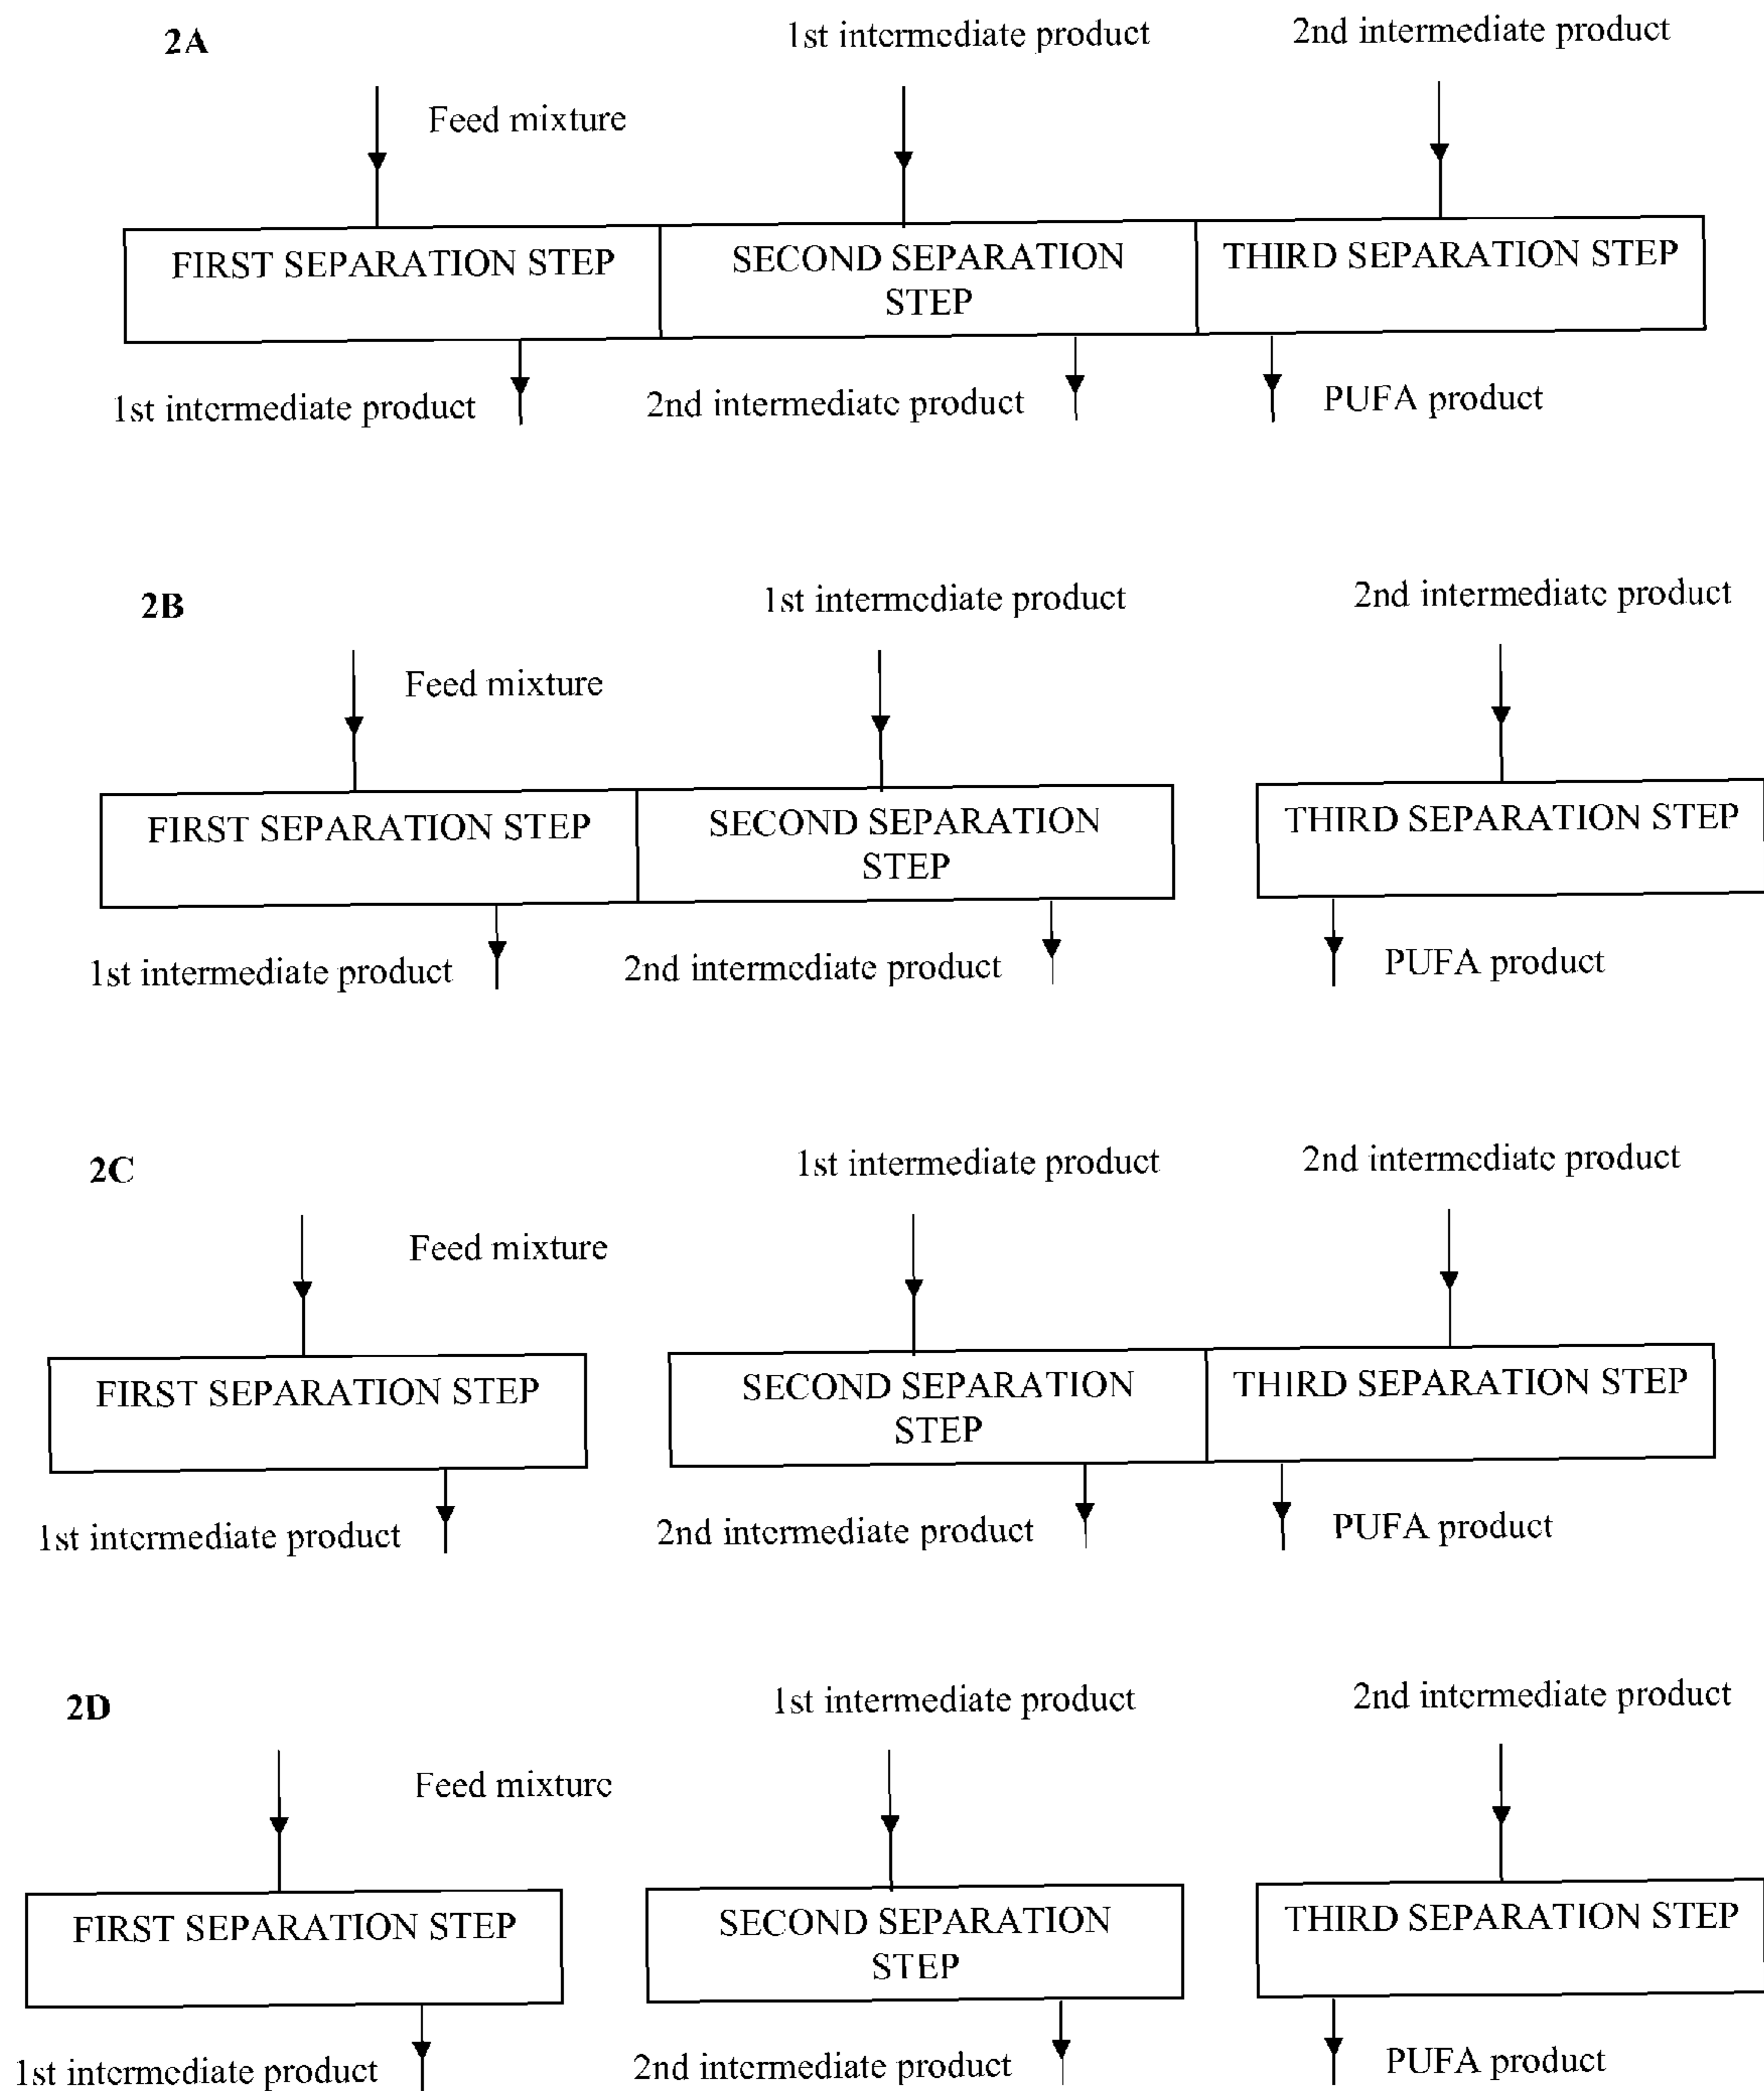 2A
1st intermediate product
2nd intermediate product
Feed mixture
FIRST SEPARATION STEP
SECOND SEPARATION
STEP
THIRD SEPARATION STEP
1st intermediate product
2nd intermediate product
PUFA product
2B
1st intermediate product
2nd intermediate product
Feed mixture
FIRST SEPARATION STEP
SECOND SEPARATION
STEP
THIRD SEPARATION STEP
1st intermediate product
2nd intermediate product
PUFA product
2C
1st intermediate product
2nd intermediate product
Feed mixture
FIRST SEPARATION STEP
SECOND SEPARATION
STEP
THIRD SEPARATION STEP
1st intermediate product
2nd intermediate product
PUFA product
2D
1st intermediate product
2nd intermediate product
Feed mixture
FIRST SEPARATION STEP
SECOND SEPARATION
STEP
THIRD SEPARATION STEP
1st intermediate product
2nd intermediate product
PUFA product